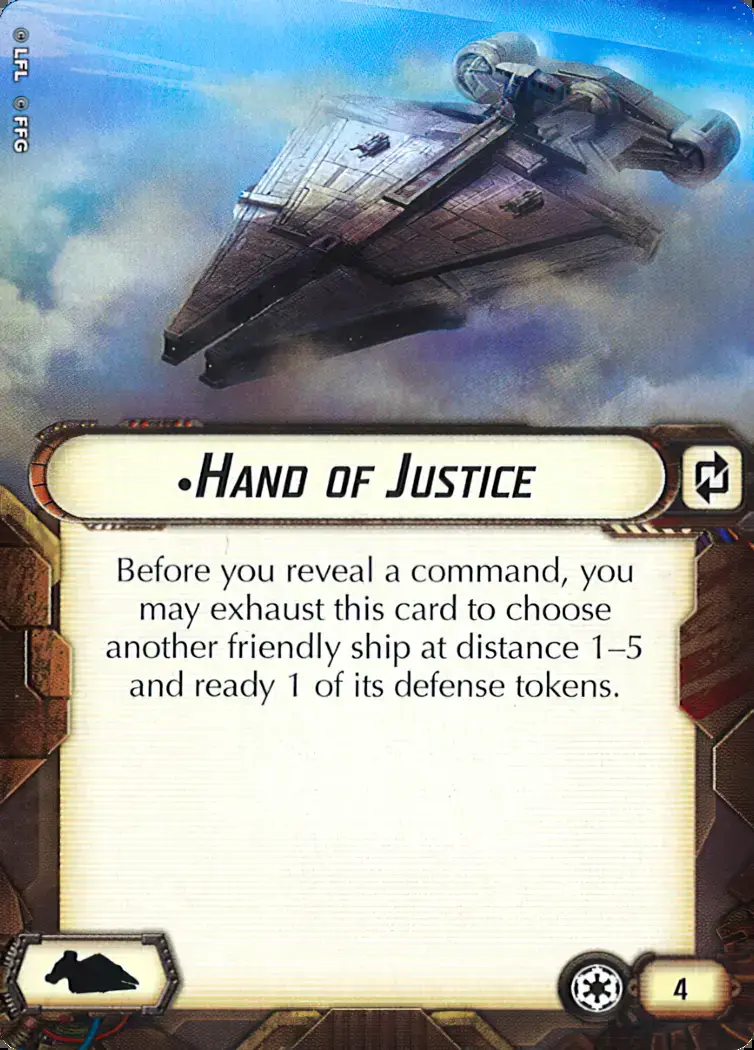 © LFL © FFG
•Hand of Justice
Before you reveal a command, you
may exhaust this card to choose
another friendly ship at distance 1–5
and ready 1 of its defense tokens.
4